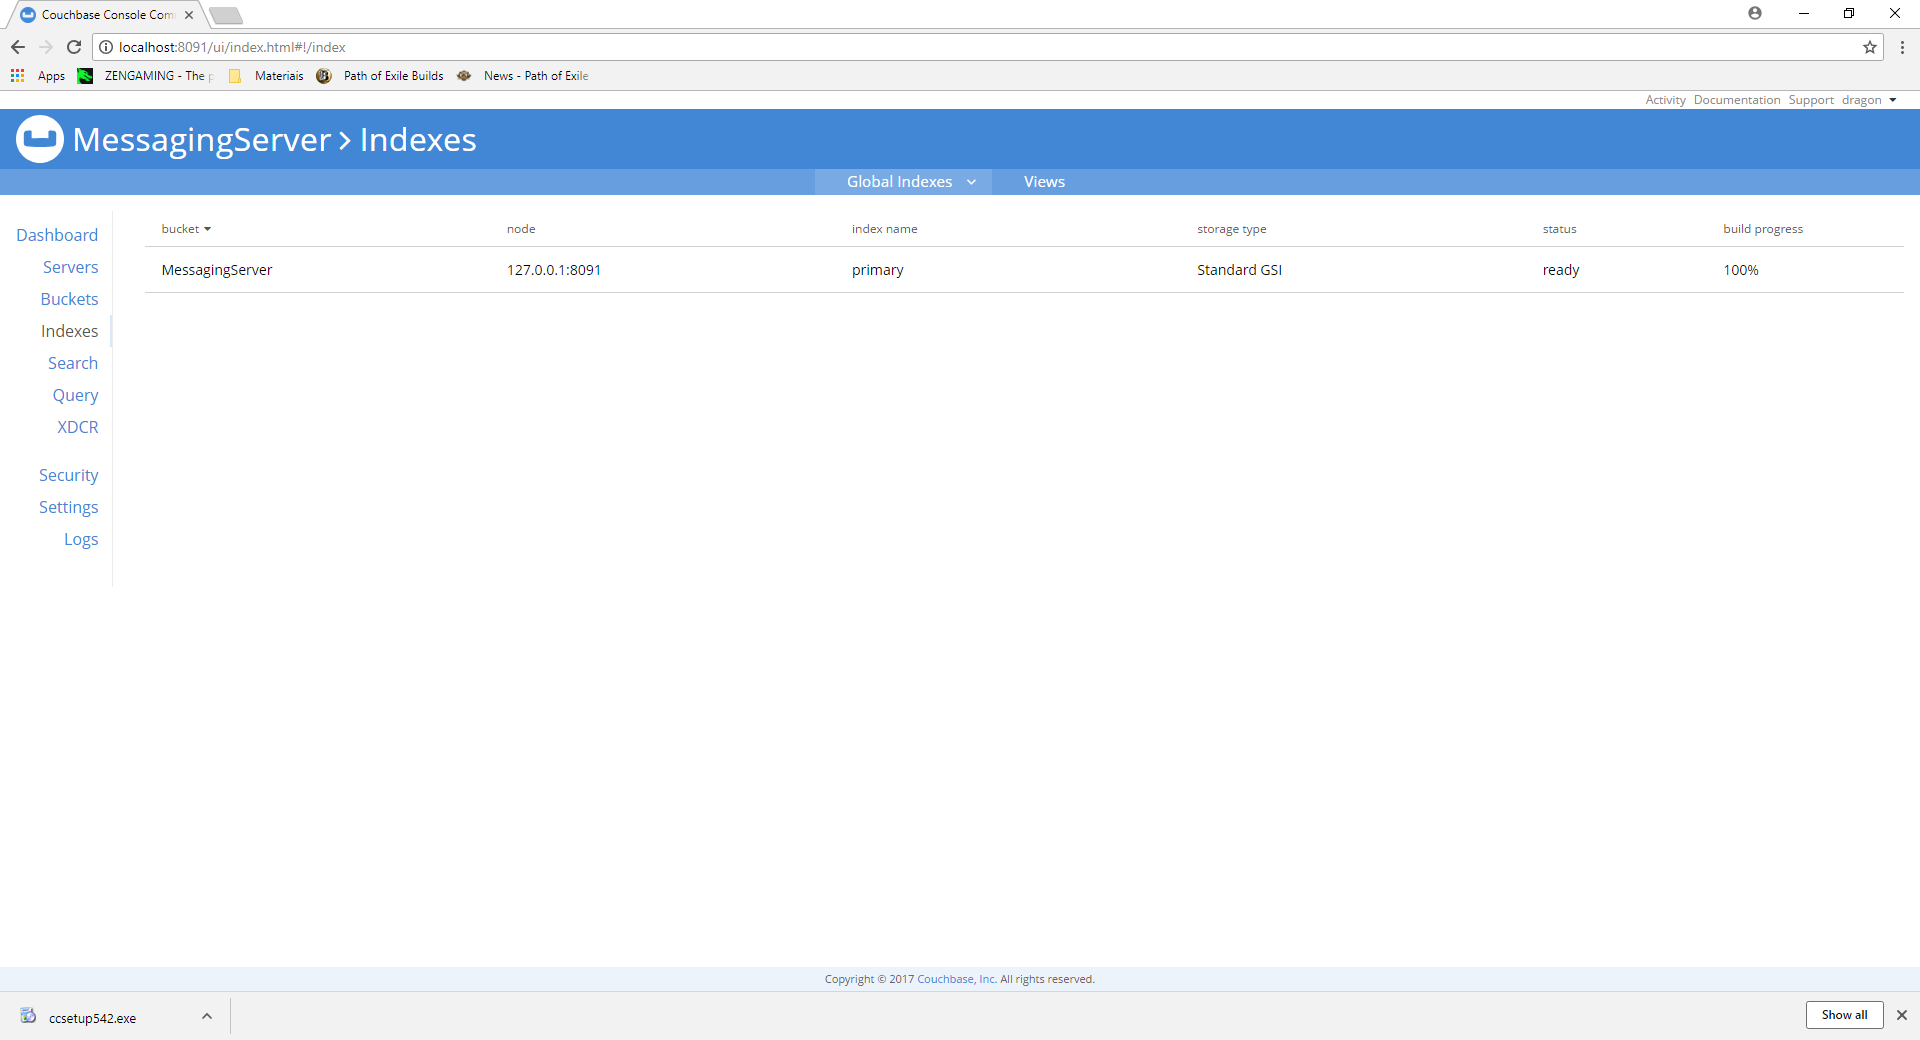 Couchbase Console Com
localhost:8091/ui/index.html#!/index
Apps ZENGAMING - The p Materiais Path of Exile Builds News - Path of Exile
Activity Documentation Support dragon
MessagingServer > Indexes
Global Indexes Views
Dashboard
Servers
Buckets
Indexes
Search
Query
XDCR
Security
Settings
Logs
bucket node index name storage type status build progress
MessagingServer 127.0.0.1:8091 primary Standard GSI ready 100%
Copyright © 2017 Couchbase, Inc. All rights reserved.
ccsetup542.exe Show all